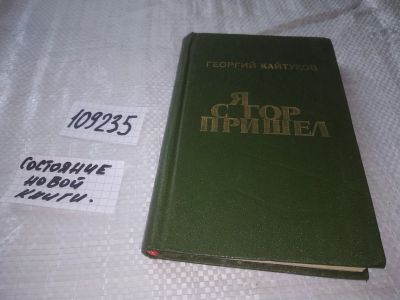 ГЕОРГИЙ КАЙТУКОВ
Я
С ГОР
ПРИШЕЛ
109235
СОСТОЯНИЕ
НОВОЙ
КНИГИ.